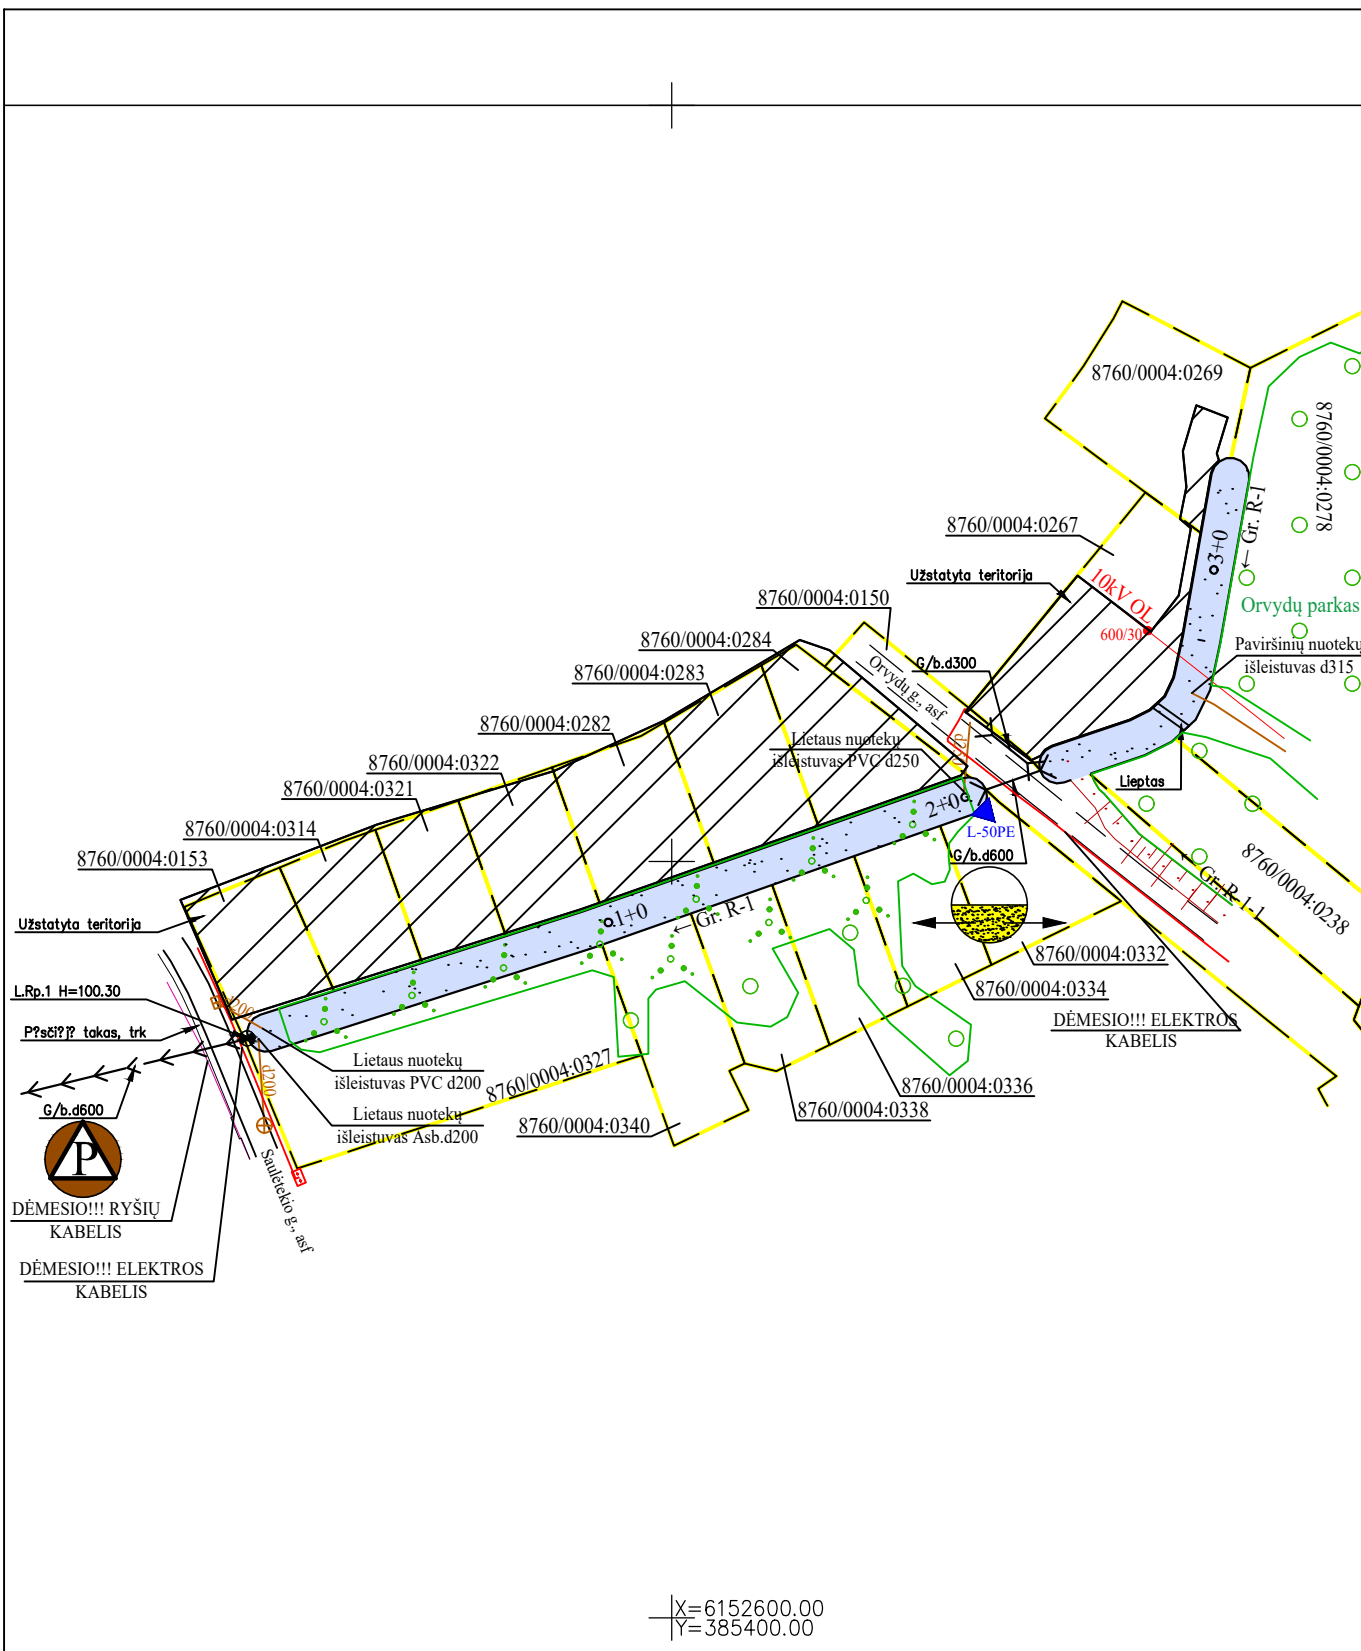 8760/0004:0269
8760/0004:0278
8760/0004:0267
← Gr. R-1
3+0
Užstatyta teritorija
10kV OL
600/30
Orvydų parkas
8760/0004:0150
8760/0004:0284
8760/0004:0283
Paviršinių nuotekų
išleistuvas d315
G/b.d300
Orvydų g., asf
8760/0004:0282
Lietaus nuotekų
išleistuvas PVC d250
8760/0004:0322
8760/0004:0321
Lieptas
2+0
L-50PE
8760/0004:0314
8760/0004:0153
G/b.d600
← Gr. R-1-1
8760/0004:0238
1+0
← Gr. R-1
Užstatyta teritorija
8760/0004:0332
8760/0004:0334
L.Rp.1 H=100.30
d200
P?sči?j? takas, trk
DĖMESIO!!! ELEKTROS
KABELIS
Lietaus nuotekų
išleistuvas PVC d200
d200
8760/0004:0327
8760/0004:0336
8760/0004:0338
8760/0004:0340
G/b.d600
Lietaus nuotekų
išleistuvas Asb.d200
P
Saulėtekio g., asf
DĖMESIO!!! RYŠIŲ
KABELIS
DĖMESIO!!! ELEKTROS
KABELIS
X=6152600.00
Y=385400.00